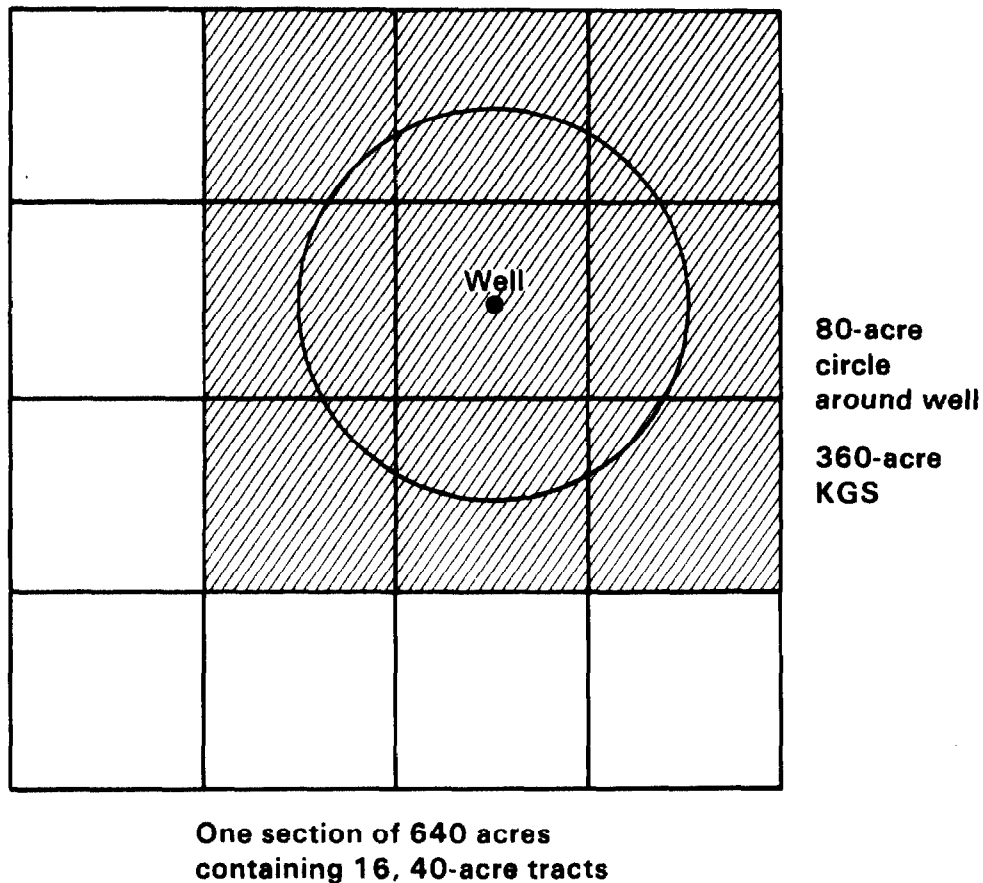 Well
80-acre
circle
around well
360-acre
KGS
One section of 640 acres
containing 16, 40-acre tracts